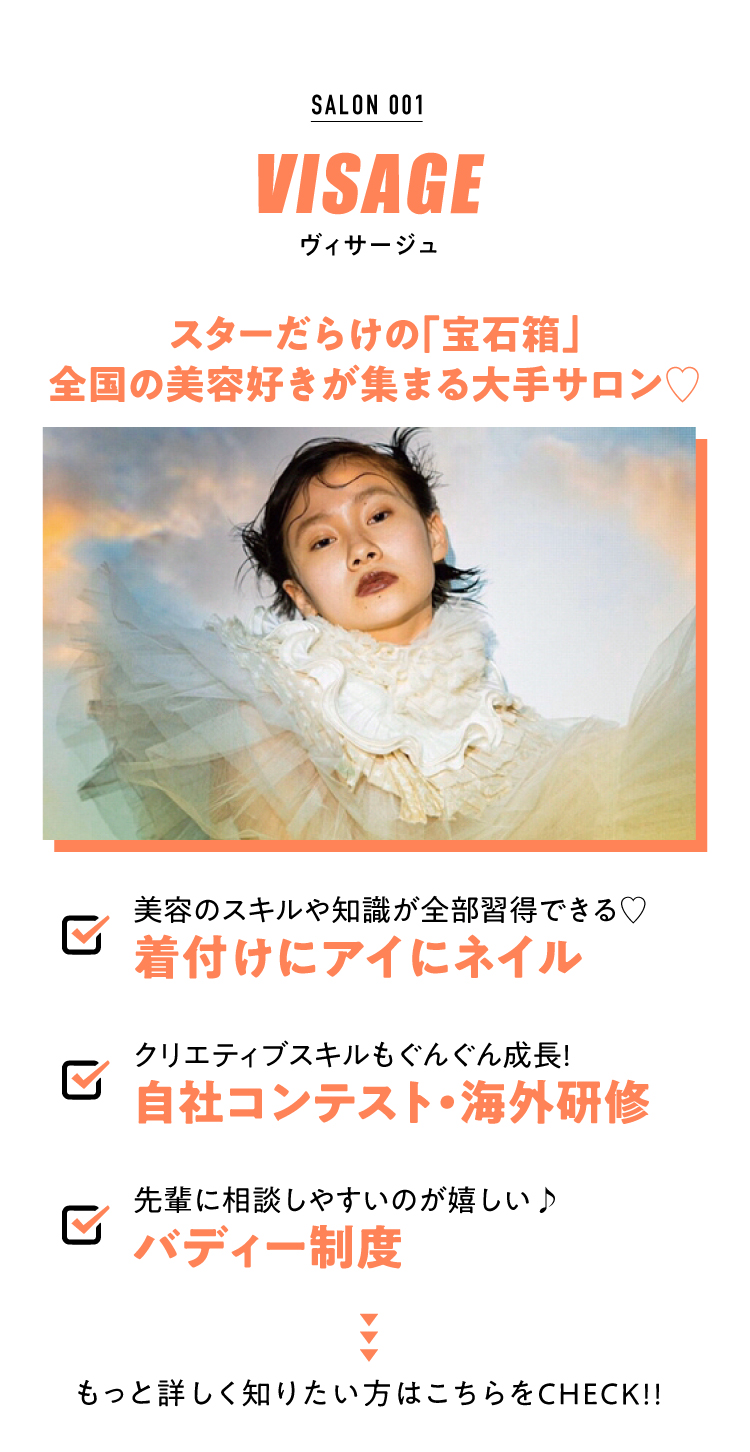 SALON 001
VISAGE
ヴィサージュ
スターだらけの「宝石箱」
全国の美容好きが集まる大手サロン♡
美容のスキルや知識が全部習得できる♡
着付けにアイにネイル
クリエティブスキルもぐんぐん成長!
自社コンテスト・海外研修
先輩に相談しやすいのが嬉しい♪
バディー制度
もっと詳しく知りたい方はこちらをCHECK!!